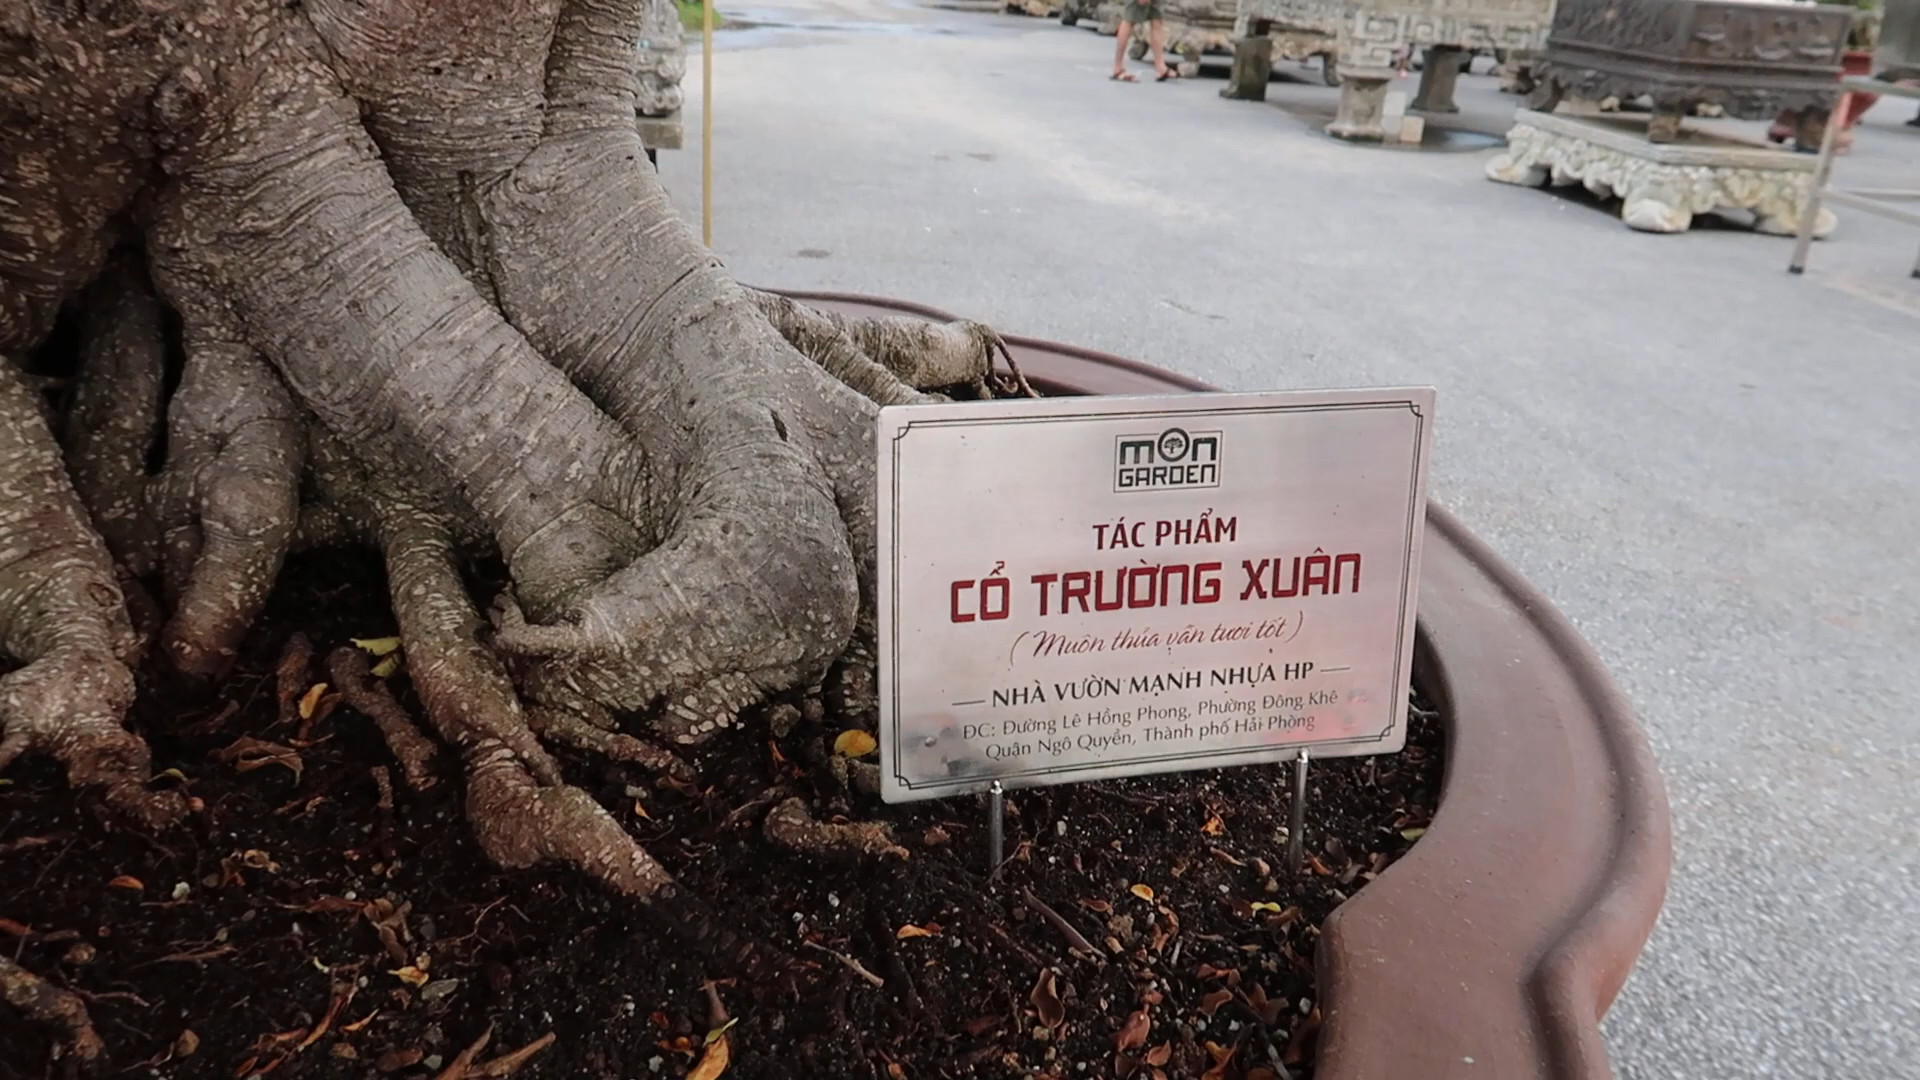 mon
GARDEN
TÁC PHẨM
CỔ TRƯỜNG XUÂN
(Muôn thủa vẫn tươi tốt)
— NHÀ VƯỜN MẠNH NHỰA HP —
ĐC: Đường Lê Hồng Phong, Phường Đông Khê
Quận Ngô Quyền, Thành phố Hải Phòng